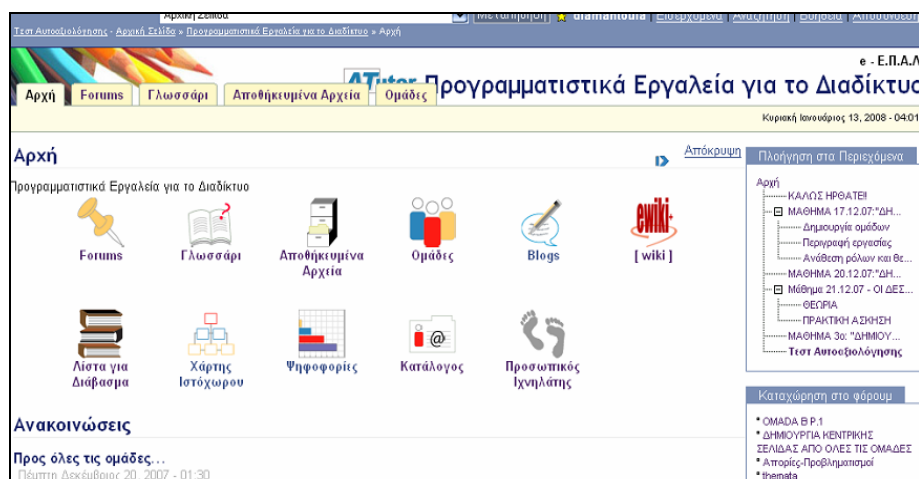 Αρχική Σελίδα Μεταπήδηση diamantoula | Εισερχόμενα | Αναζήτηση | Βοήθεια | Αποσύνδεση
Τεστ Αυτοαξιολόγησης - Αρχική Σελίδα » Προγραμματιστικά Εργαλεία για το Διαδίκτυο » Αρχή
e - Ε.Π.Α.Λ
ATutor Προγραμματιστικά Εργαλεία για το Διαδίκτυο
Αρχή Forums Γλωσσάρι Αποθήκευμένα Αρχεία Ομάδες
Κυριακή Ιανουάριος 13, 2008 - 04:01
Αρχή
Απόκρυψη
Προγραμματιστικά Εργαλεία για το Διαδίκτυο
Forums
Γλωσσάρι
Αποθήκευμένα
Αρχεία
Ομάδες
Blogs
ewiki+
[ wiki ]
Λίστα για
Διάβασμα
Χάρτης
Ιστόχωρου
Ψηφοφορίες
Κατάλογος
Προσωπικός
Ιχνηλάτης
Ανακοινώσεις
Προς όλες τις ομάδες...
Πέμπτη Δεκέμβριος 20, 2007 - 01:30
Πλοήγηση στα Περιεχόμενα
Αρχή
ΚΑΛΩΣ ΗΡΘΑΤΕ!!
ΜΑΘΗΜΑ 17.12.07:"ΔΗ...
Δημιουργία ομάδων
Περιγραφή εργασίας
Ανάθεση ρόλων και θε...
ΜΑΘΗΜΑ 20.12.07:"ΔΗ...
Μάθημα 21.12.07 - ΟΙ ΔΕΣ...
ΘΕΩΡΙΑ
ΠΡΑΚΤΙΚΗ ΑΣΚΗΣΗ
ΜΑΘΗΜΑ 3ο: "ΔΗΜΙΟΥ...
Τεστ Αυτοαξιολόγησης
Καταχώρηση στο φόρουμ
* OMADA B P.1
* ΔΗΜΙΟΥΡΓΙΑ ΚΕΝΤΡΙΚΗΣ
ΣΕΛΙΔΑΣ ΑΠΟ ΟΛΕΣ ΤΙΣ ΟΜΑΔΕΣ
* Απορίες-Προβληματισμοί
* themata